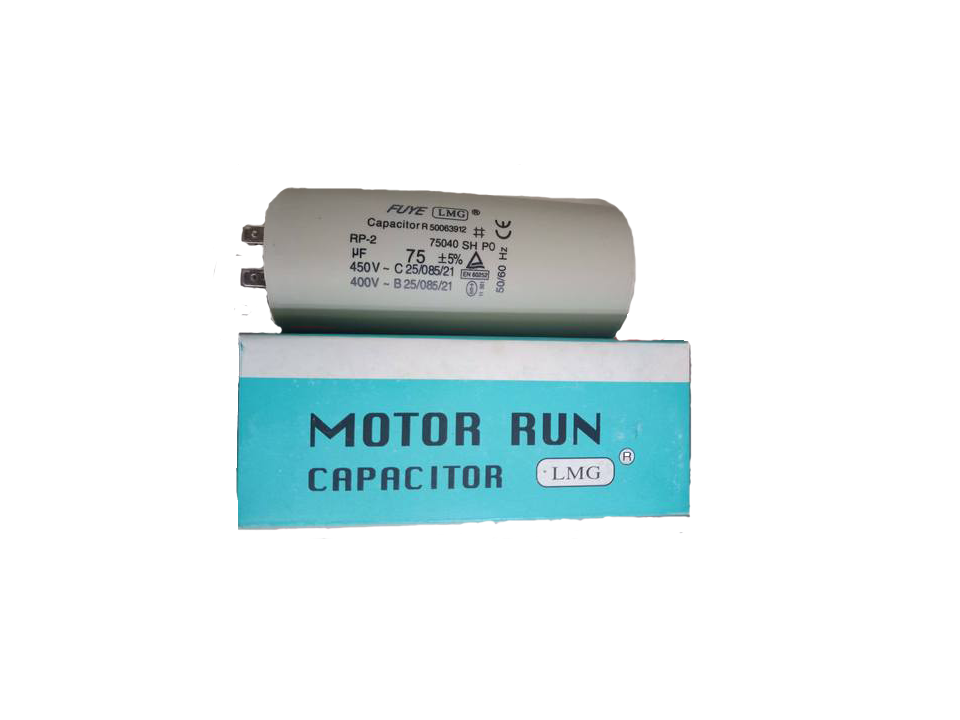 FUYE LMG ®
Capacitor R 50063912
RP-2 75040 SH P0
µF 75 ±5%
450V ~ C 25/085/21 EN 60252
400V ~ B 25/085/21
CE
50/60 Hz
MOTOR RUN
CAPACITOR LMG ®